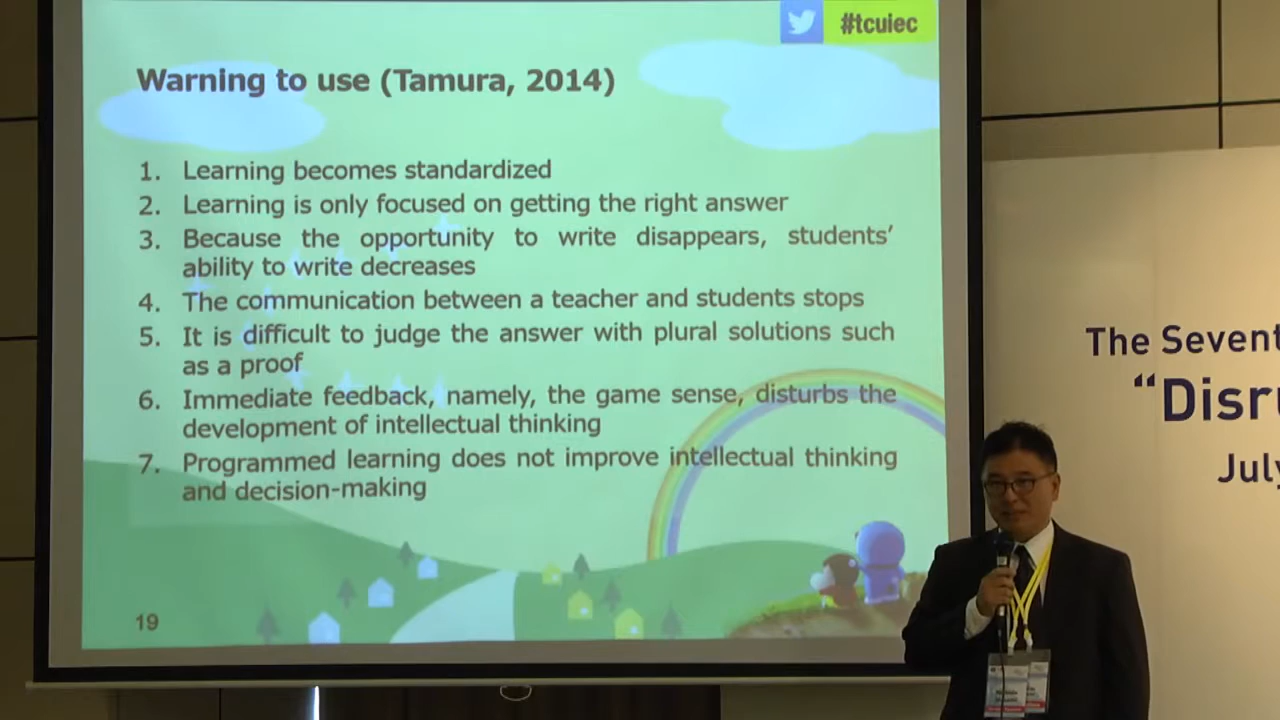 #tcuiec
Warning to use (Tamura, 2014)
1. Learning becomes standardized
2. Learning is only focused on getting the right answer
3. Because the opportunity to write disappears, students’
ability to write decreases
4. The communication between a teacher and students stops
5. It is difficult to judge the answer with plural solutions such
as a proof
6. Immediate feedback, namely, the game sense, disturbs the
development of intellectual thinking
7. Programmed learning does not improve intellectual thinking
and decision-making
19
The Sevent
“Disr
July